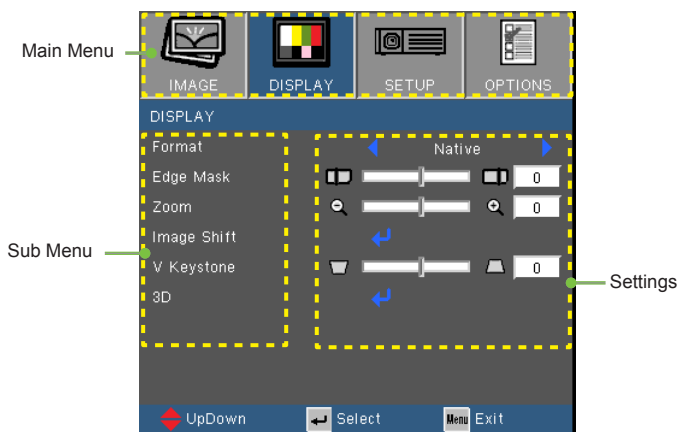 Main Menu
IMAGE DISPLAY SETUP OPTIONS
DISPLAY
Format Native
Edge Mask 0
Zoom 0
Image Shift
Sub Menu
V Keystone 0
Settings
3D
UpDown Select Menu Exit